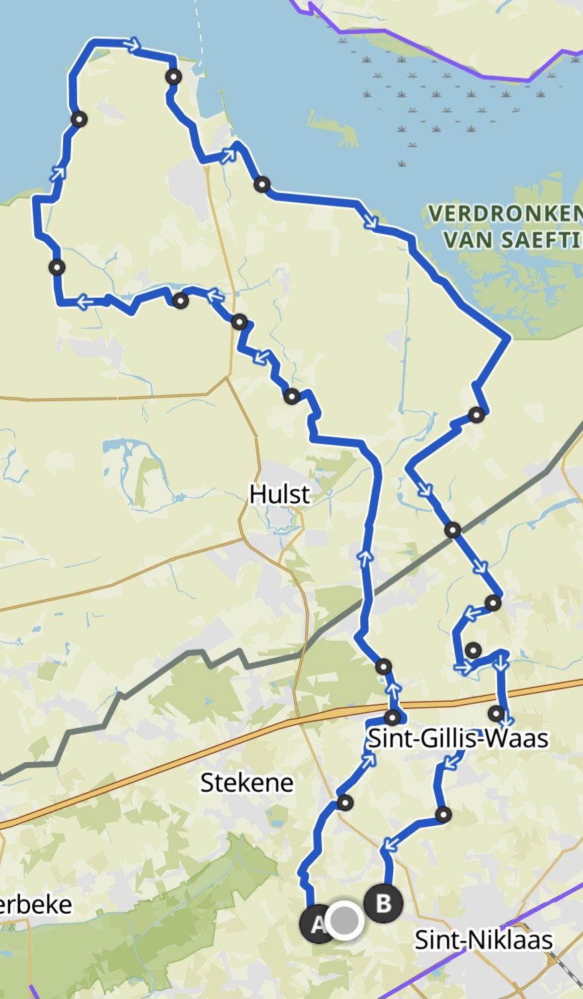 VERDRONKEN
VAN SAEFTI
Hulst
Sint-Gillis-Waas
Stekene
B
erbeke
A
Sint-Niklaas